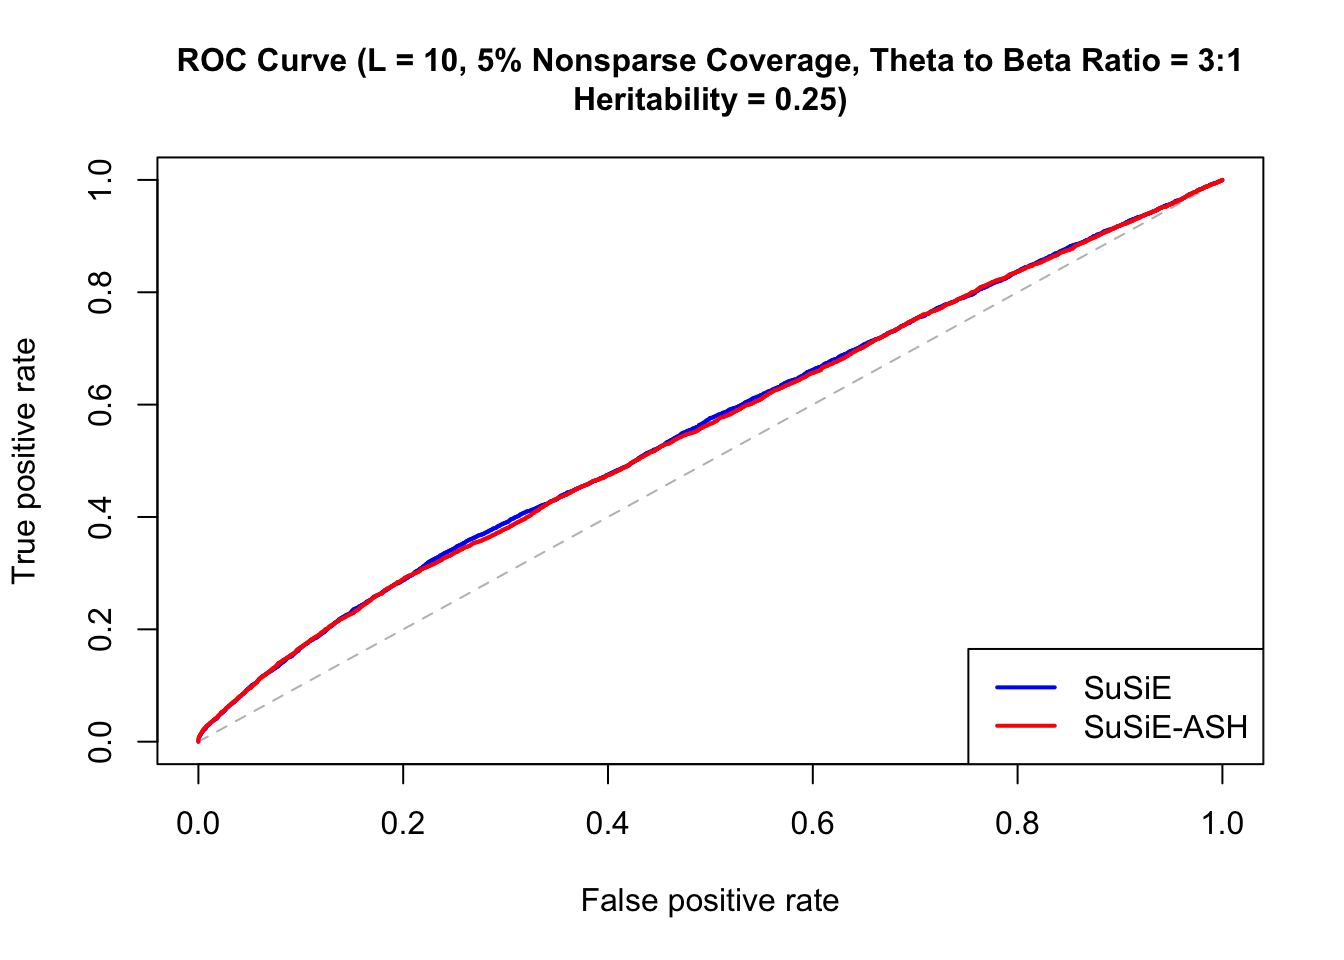 ROC Curve (L = 10, 5% Nonsparse Coverage, Theta to Beta Ratio = 3:1
Heritability = 0.25)
True positive rate
1.0
0.8
0.6
0.4
0.2
0.0
SuSiE
SuSiE-ASH
0.0 0.2 0.4 0.6 0.8 1.0
False positive rate